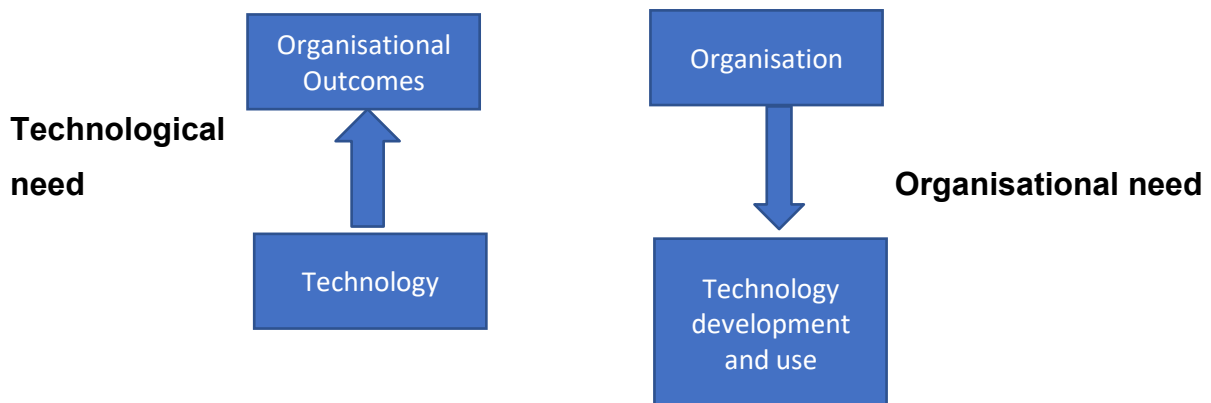 Technological
need
Organisational
Outcomes
Technology
Organisation
Technology
development
and use
Organisational need